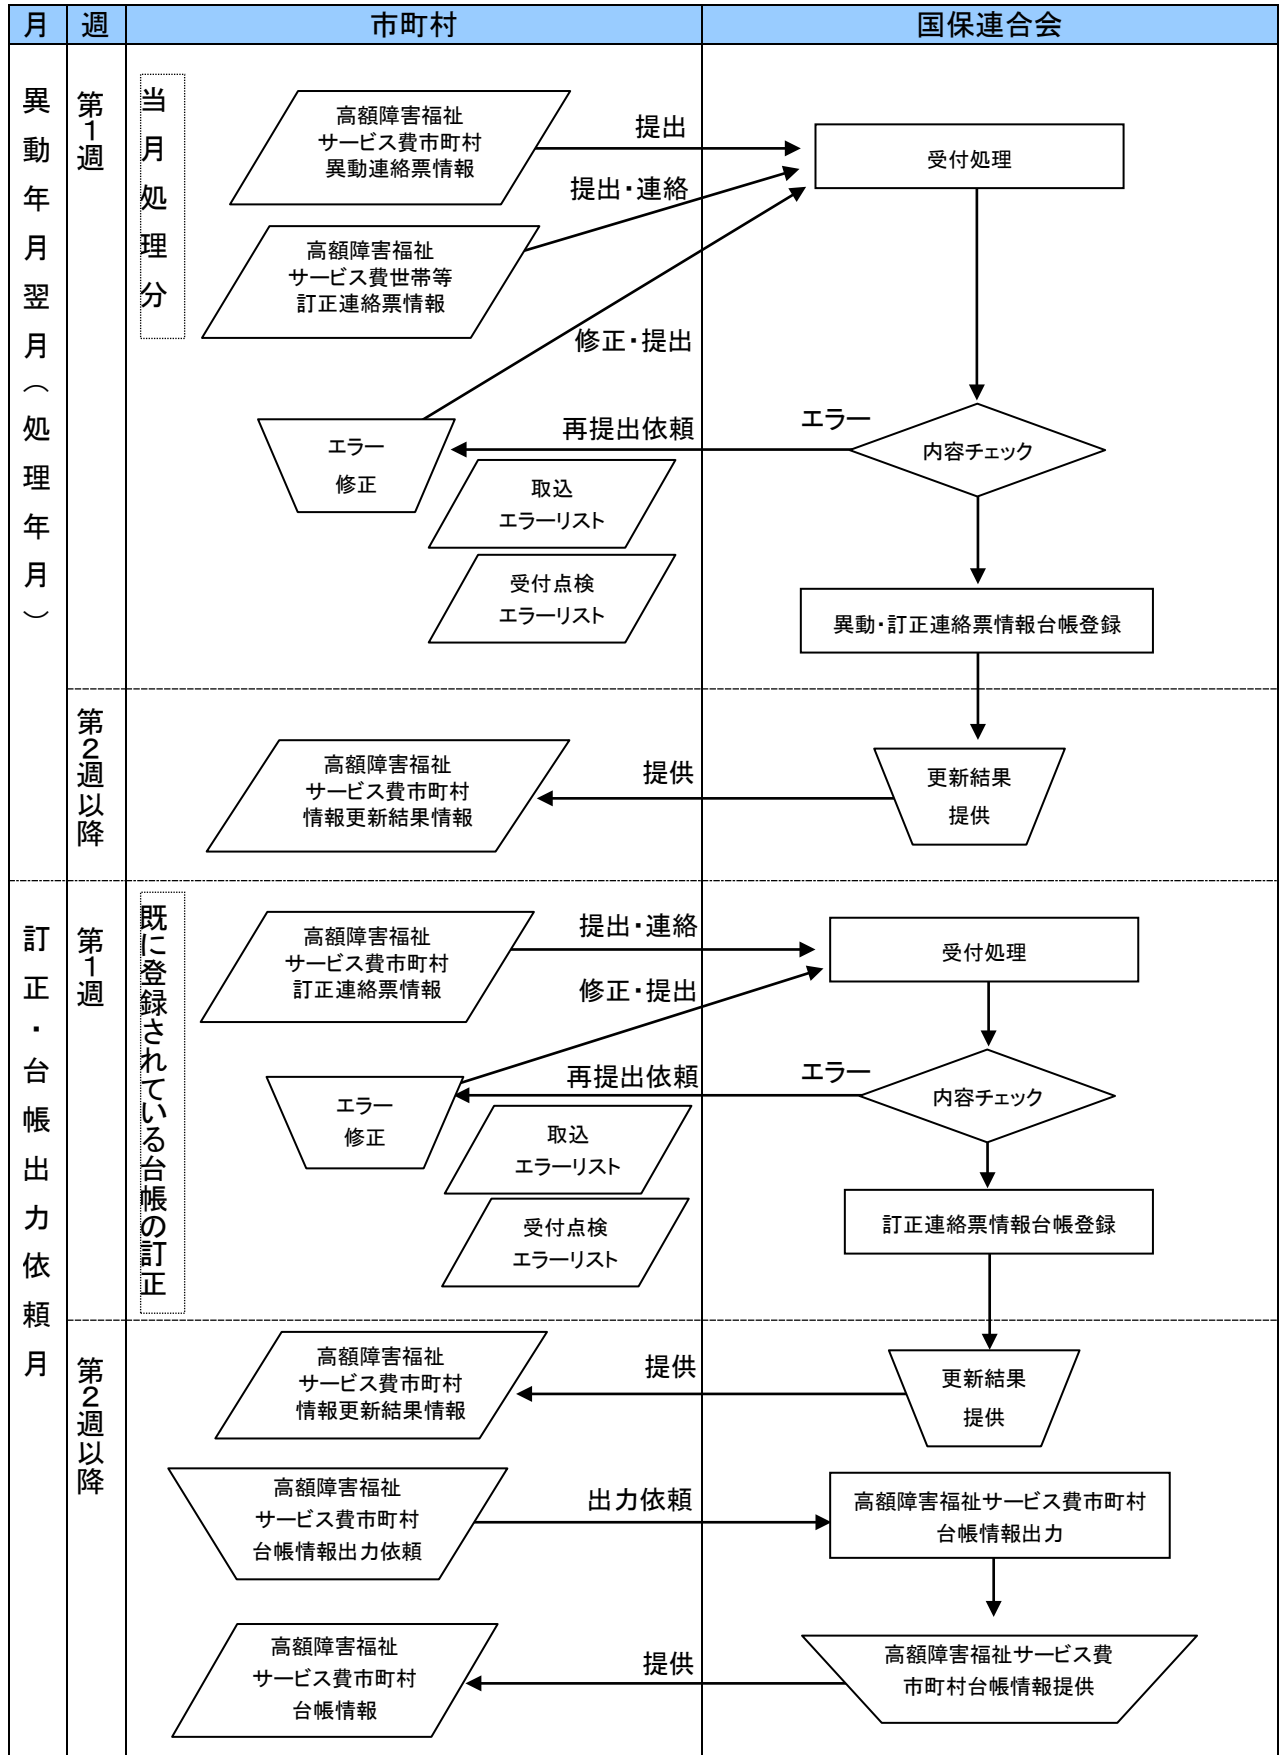 月 週 市町村 国保連合会
異動年月翌月（処理年月）
第1週
当月処理分
高額障害福祉
サービス費市町村
異動連絡票情報
提出
受付処理
提出・連絡
高額障害福祉
サービス費世帯等
訂正連絡票情報
修正・提出
エラー
再提出依頼
内容チェック
エラー
修正
取込
エラーリスト
受付点検
エラーリスト
異動・訂正連絡票情報台帳登録
第2週以降
高額障害福祉
サービス費市町村
情報更新結果情報
提供
更新結果
提供
訂正・台帳出力依頼月
第1週
既に登録されている台帳の訂正
高額障害福祉
サービス費市町村
訂正連絡票情報
提出・連絡
受付処理
修正・提出
エラー
再提出依頼
内容チェック
エラー
修正
取込
エラーリスト
受付点検
エラーリスト
訂正連絡票情報台帳登録
第2週以降
高額障害福祉
サービス費市町村
情報更新結果情報
提供
更新結果
提供
高額障害福祉
サービス費市町村
台帳情報出力依頼
出力依頼
高額障害福祉サービス費市町村
台帳情報出力
高額障害福祉
サービス費市町村
台帳情報
提供
高額障害福祉サービス費
市町村台帳情報提供